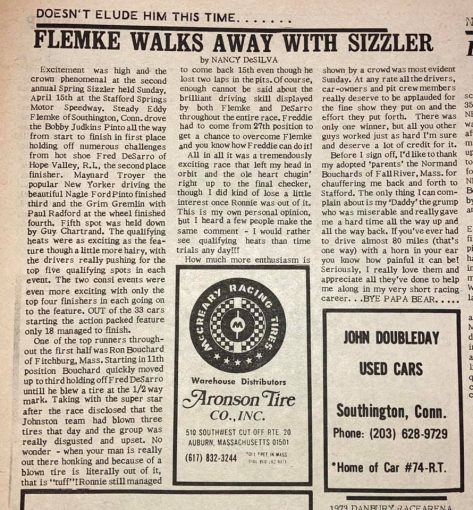 DOESN'T ELUDE HIM THIS TIME.......
FLEMKE WALKS AWAY WITH SIZZLER
by NANCY DeSILVA
Excitement was high and the
crown phenomenal at the second
annual Spring Sizzler held Sunday,
April 15th at the Stafford Springs
Motor Speedway. Steady Eddy
Flemke of Southington, Conn. drove
the Bobby Judkins Pinto all the way
from start to finish in first place
holding off numerous challenges
from hot shoe Fred DeSarro of
Hope Valley, R.I., the second place
finisher. Maynard Troyer the
popular New Yorker driving the
beautiful Nagle Ford Pinto finished
third and the Grim Gremlin with
Paul Radford at the wheel finished
fourth. Fifth spot was held down
by Guy Chartrand. The qualifying
heats were as exciting as the fea-
ture though a little more hairy, with
the drivers really pushing for the
top five qualifying spots in each
event. The two consi events were
even more exciting with only the
top four finishers in each going on
to the feature. OUT of the 33 cars
starting the action packed feature
only 18 managed to finish.
One of the top runners through-
out the first half was Ron Bouchard
of Fitchburg, Mass. Starting in 11th
position Bouchard quickly moved
up to third holding off Fred DeSarro
until he blew a tire at the 1/2 way
mark. Taking with the super star
after the race disclosed that the
Johnston team had blown three
tires that day and the group was
really disgusted and upset. No
wonder - when your man is really
out there honking and because of a
blown tire is literally out of it,
that is "tuff"! Ronnie still managed
to come back 15th even though he
lost two laps in the pits. Of course,
enough cannot be said about the
brilliant driving skill displayed
by both Flemke and DeSarro
throughout the entire race. Freddie
had to come from 27th position to
get a chance to overcome Flemke
and you know how Freddie can do it!
All in all it was a tremendously
exciting race that left my head in
orbit and the ole heart chugin'
right up to the final checker,
though I did kind of lose a little
interest once Ronnie was out of it.
This is my own personal opinion,
but I heard a few people make the
same comment - I would rather
see qualifying heats than time
trials any day!!!
How much more enthusiasm is
shown by a crowd was most evident
Sunday. At any rate all the drivers,
car-owners and pit crew members
really deserve to be applauded for
the fine show they put on and the
effort they put forth. There was
only one winner, but all you other
guys worked just as hard I'm sure
and deserve a lot of credit for it.
Before I sign off, I'd like to thank
my adopted 'parents" the Normand
Bouchards of Fall River, Mass. for
chauffering me back and forth to
Stafford. The only thing I can com-
plain about is my 'Daddy' the grump
who was miserable and really gave
me a hard time all the way up and
all the way back. If you've ever had
to drive almost 80 miles (that's
one way) with a horn in your ear
you know how painful it can be!
Seriously, I really love them and
appreciate all they've done to help
me along in my very short racing
career...BYE PAPA BEAR.....
McCREARY RACING TIRES
M
Warehouse Distributors
Aronson Tire
CO., INC.
510 SOUTHWEST CUT OFF RTE. 20
AUBURN, MASSACHUSETTS 01501
(617) 832-3244
JOHN DOUBLEDAY
USED CARS
Southington, Conn.
Phone: (203) 628-9729
*Home of Car #74-R.T.
1973 DANBURY RACEARENA